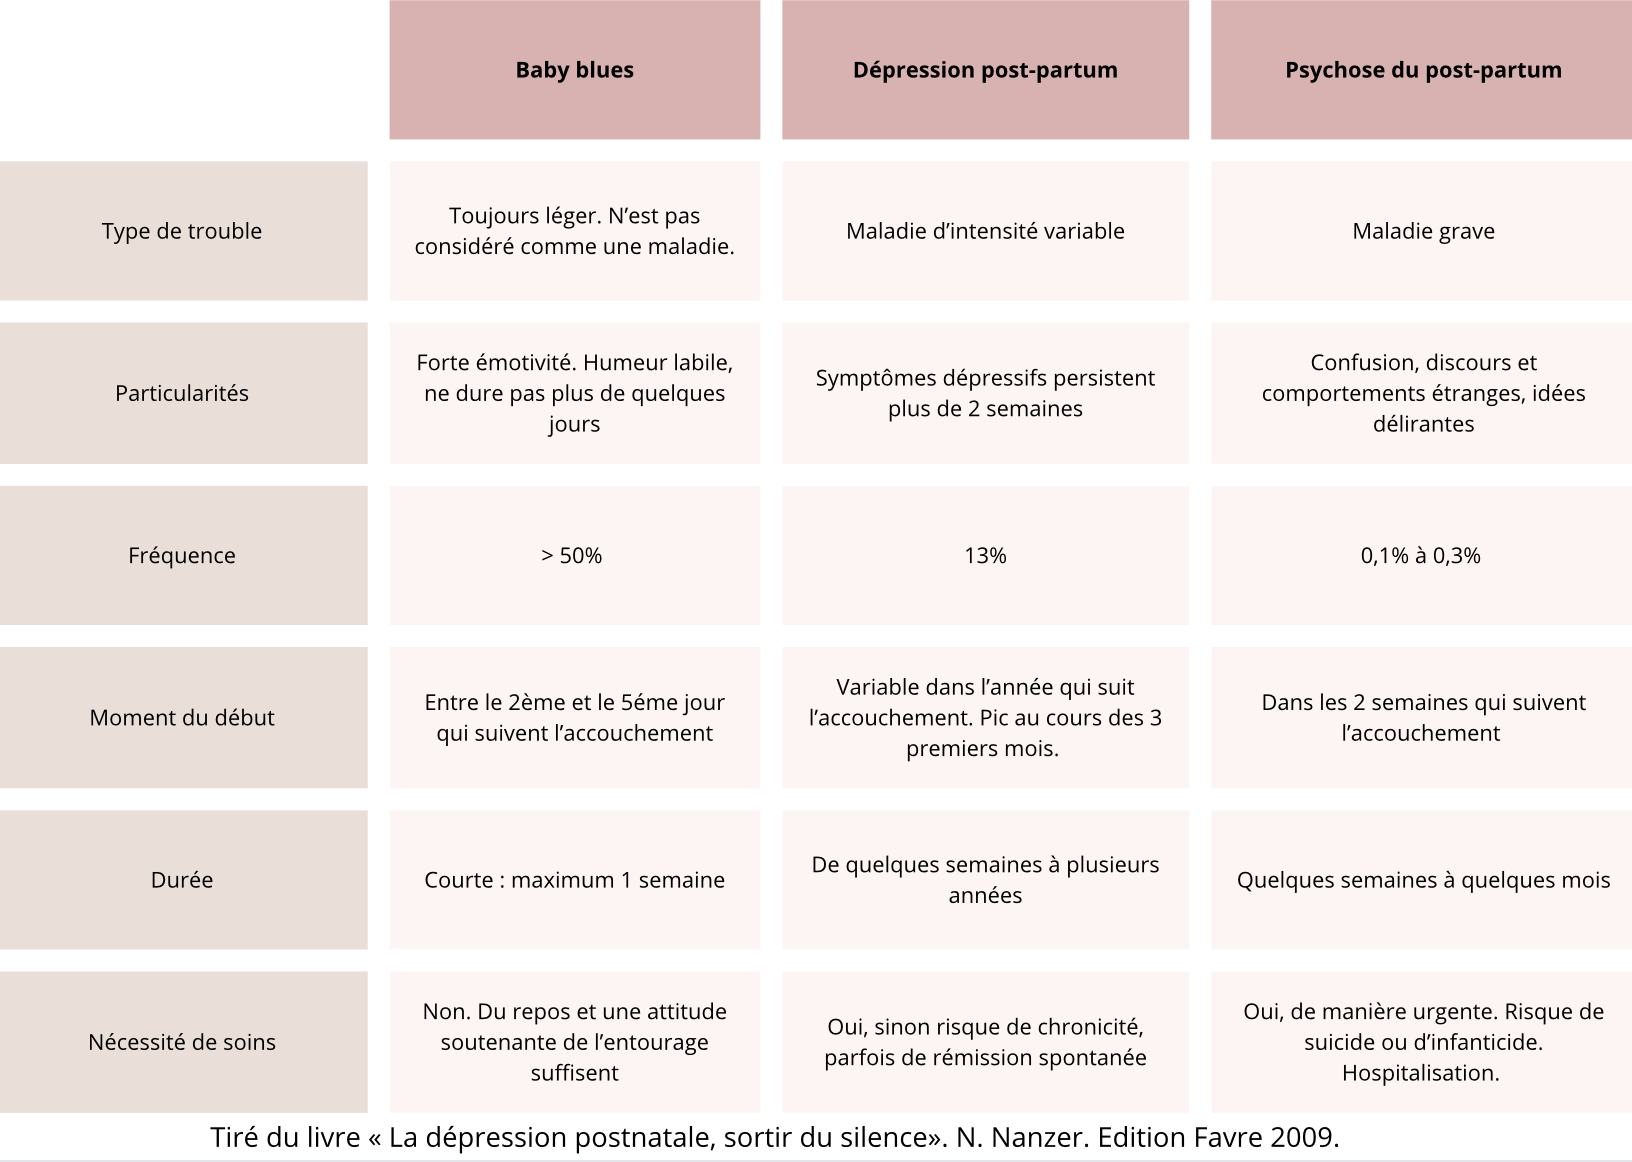 Baby blues
Dépression post-partum
Psychose du post-partum
Type de trouble
Toujours léger. N’est pas
considéré comme une maladie.
Maladie d’intensité variable
Maladie grave
Particularités
Forte émotivité. Humeur labile,
ne dure pas plus de quelques
jours
Symptômes dépressifs persistent
plus de 2 semaines
Confusion, discours et
comportements étranges, idées
délirantes
Fréquence
> 50%
13%
0,1% à 0,3%
Moment du début
Entre le 2ème et le 5éme jour
qui suivent l’accouchement
Variable dans l’année qui suit
l’accouchement. Pic au cours des 3
premiers mois.
Dans les 2 semaines qui suivent
l’accouchement
Durée
Courte : maximum 1 semaine
De quelques semaines à plusieurs
années
Quelques semaines à quelques mois
Nécessité de soins
Non. Du repos et une attitude
soutenante de l’entourage
suffisent
Oui, sinon risque de chronicité,
parfois de rémission spontanée
Oui, de manière urgente. Risque de
suicide ou d’infanticide.
Hospitalisation.
Tiré du livre « La dépression postnatale, sortir du silence». N. Nanzer. Edition Favre 2009.